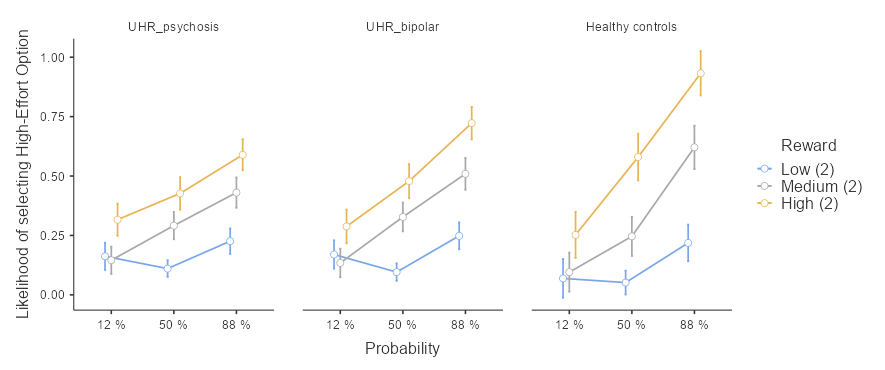 UHR_psychosis
UHR_bipolar
Healthy controls
Likelihood of selecting High-Effort Option
1.00
0.75
0.50
0.25
0.00
12 %
50 %
88 %
12 %
50 %
88 %
12 %
50 %
88 %
Probability
Reward
Low (2)
Medium (2)
High (2)